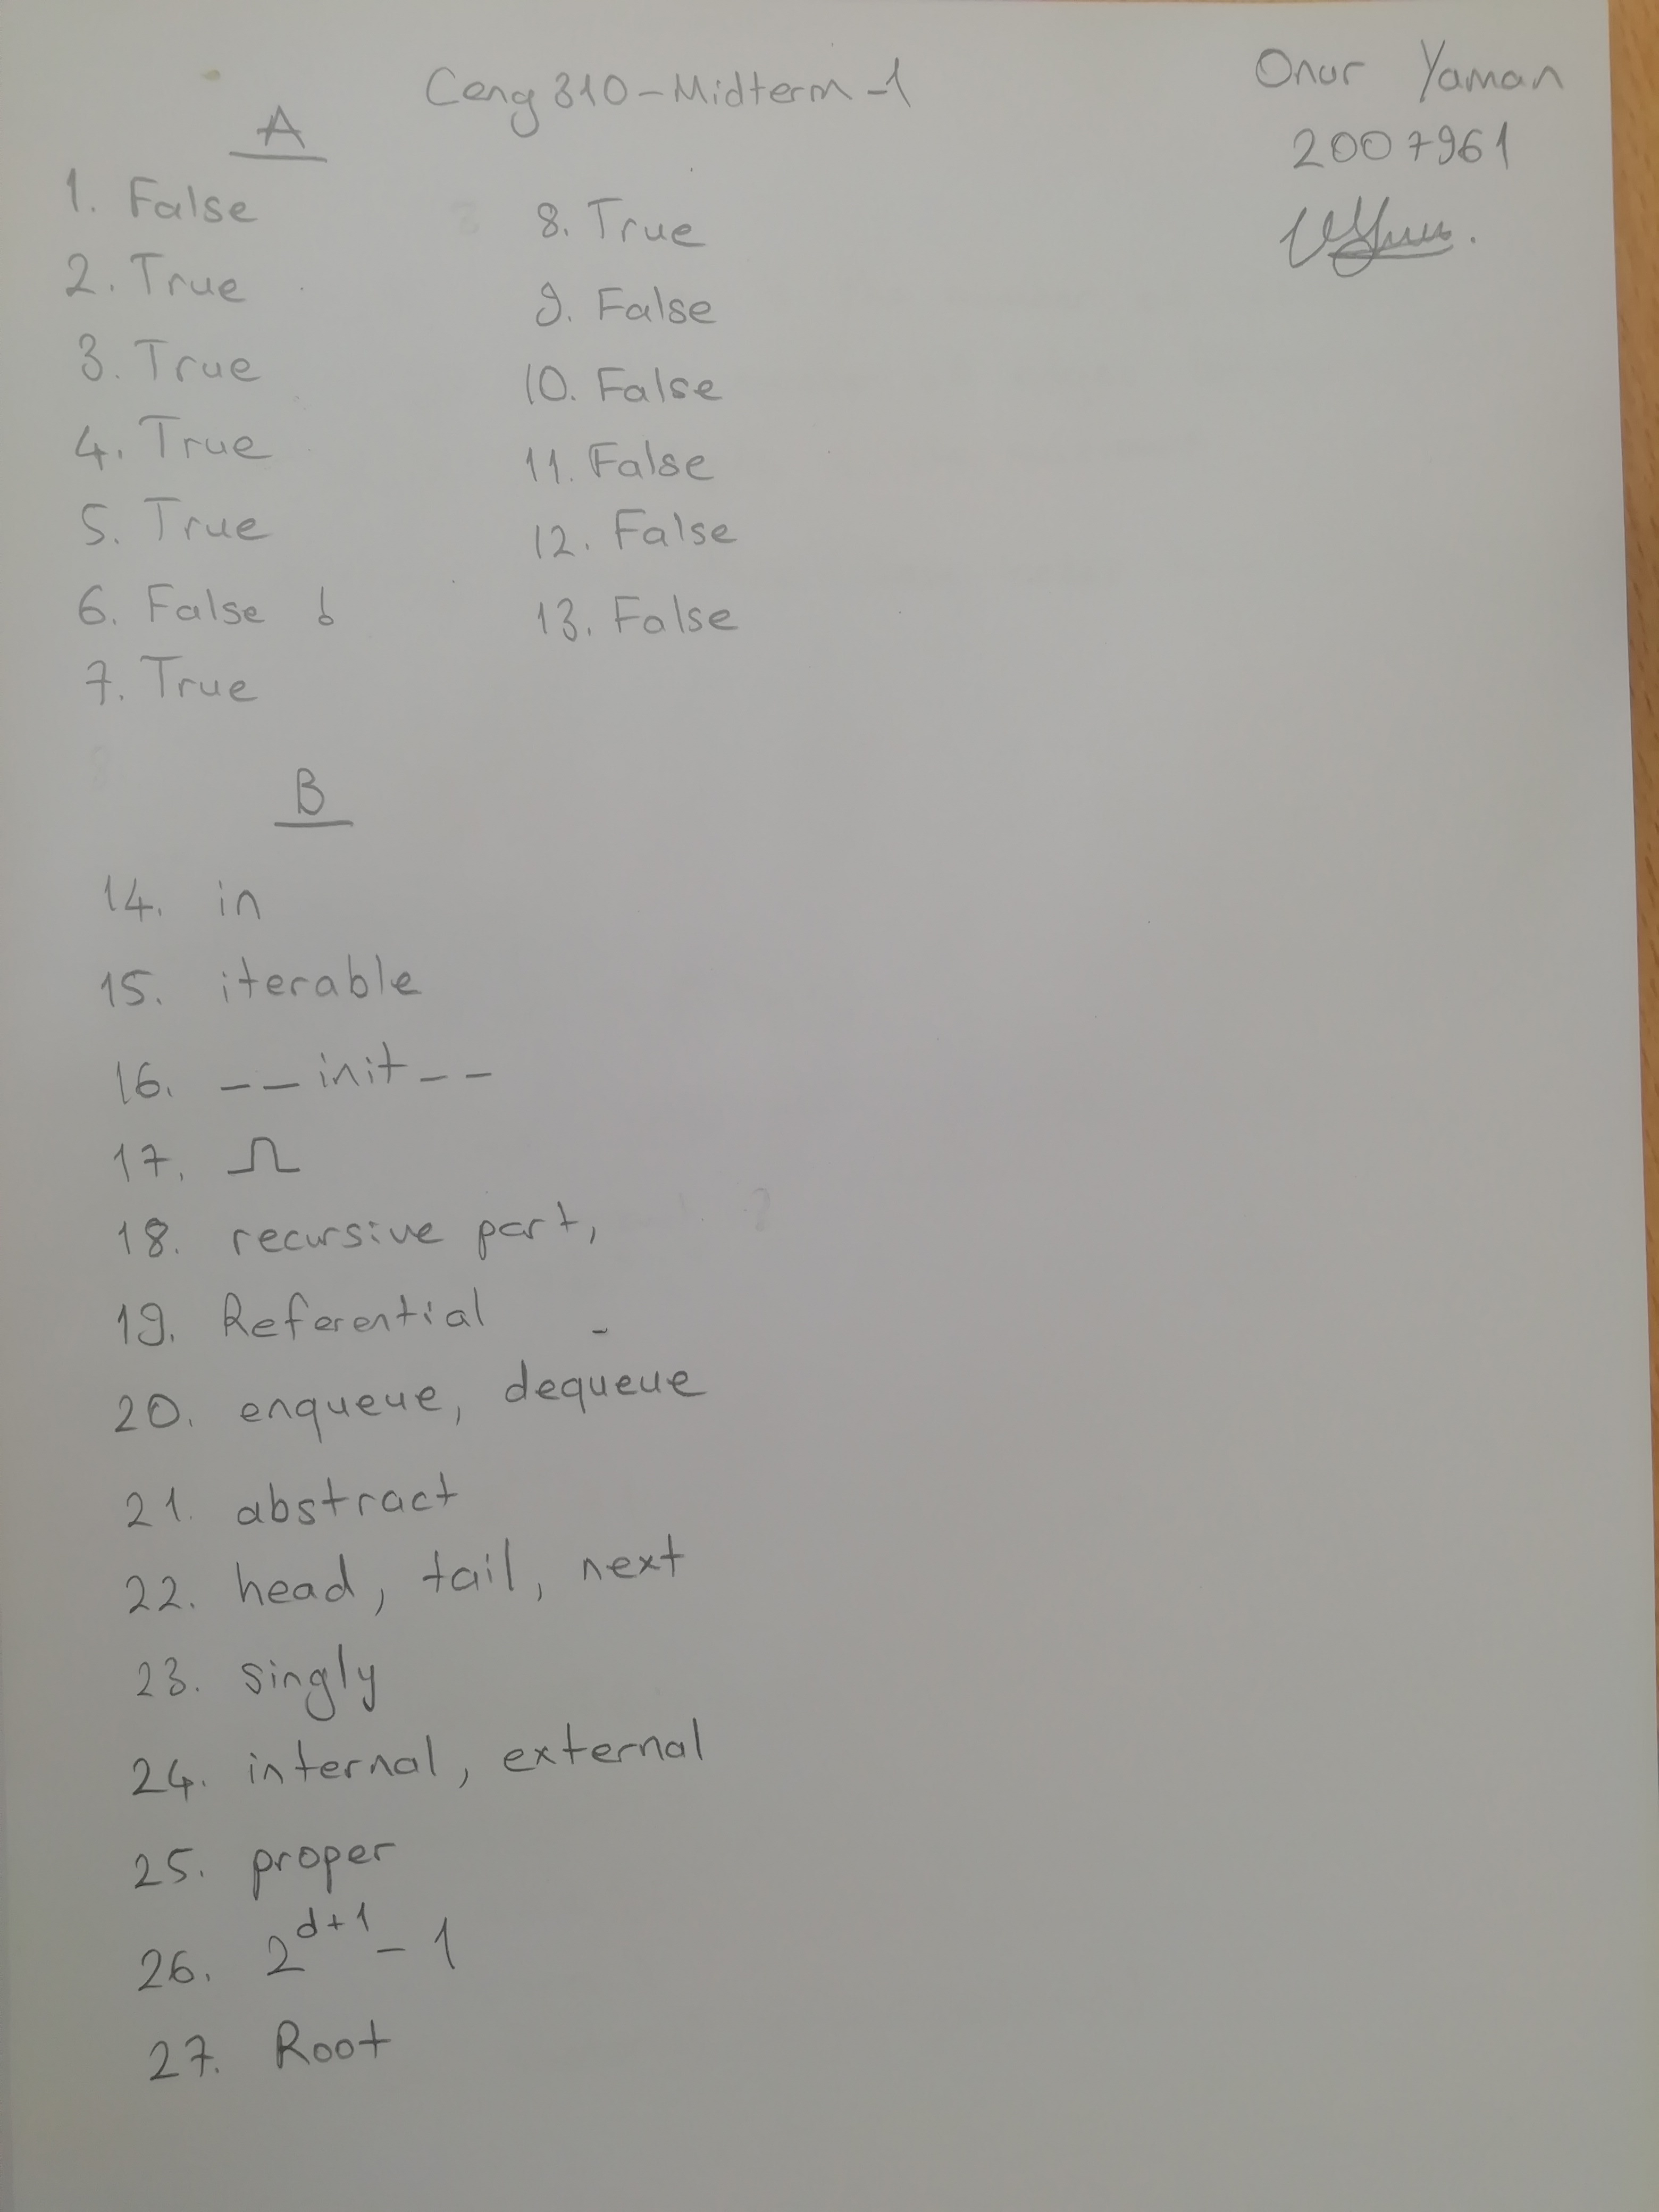 Ceng 310-Midterm-1
Onur Yaman
2007961
A
1. False
2. True
3. True
4. True
5. True
6. False
7. True
8. True
9. False
10. False
11. False
12. False
13. False
B
14. in
15. iterable
16. __init__
17. Ω
18. recursive part,
19. Referential
20. enqueue, dequeue
21. abstract
22. head, tail, next
23. singly
24. internal, external
25. proper
26. 2^d+1 - 1
27. Root